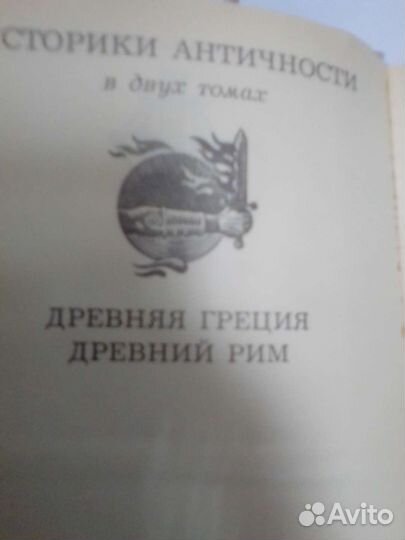 СТОРИКИ АНТИЧНОСТИ
в двух томах
ДРЕВНЯЯ ГРЕЦИЯ
ДРЕВНИЙ РИМ
Avito